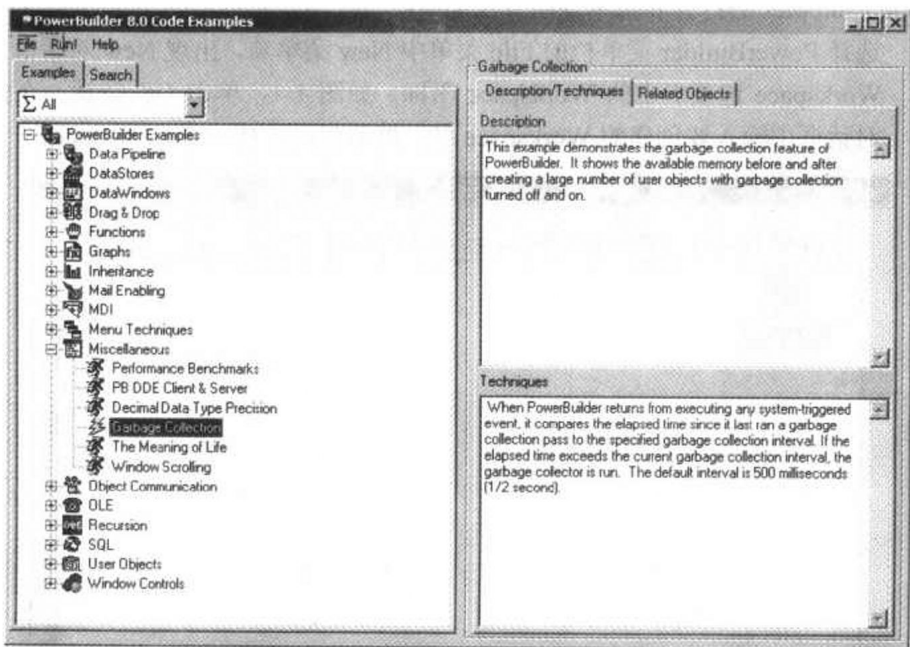 PowerBuilder 8.0 Code Examples
File Run! Help
Examples Search
Σ All
PowerBuilder Examples
Data Pipeline
DataStores
DataWindows
Drag & Drop
Functions
Graphs
Inheritance
Mail Enabling
MDI
Menu Techniques
Miscellaneous
Performance Benchmarks
PB DDE Client & Server
Decimal Data Type Precision
Garbage Collection
The Meaning of Life
Window Scrolling
Object Communication
OLE
Recursion
SQL
User Objects
Window Controls
Garbage Collection
Description/Techniques Related Objects
Description
This example demonstrates the garbage collection feature of
PowerBuilder. It shows the available memory before and after
creating a large number of user objects with garbage collection
turned off and on.
Techniques
When PowerBuilder returns from executing any system-triggered
event, it compares the elapsed time since it last ran a garbage
collection pass to the specified garbage collection interval. If the
elapsed time exceeds the current garbage collection interval, the
garbage colector is run. The default interval is 500 milliseconds
(1/2 second).